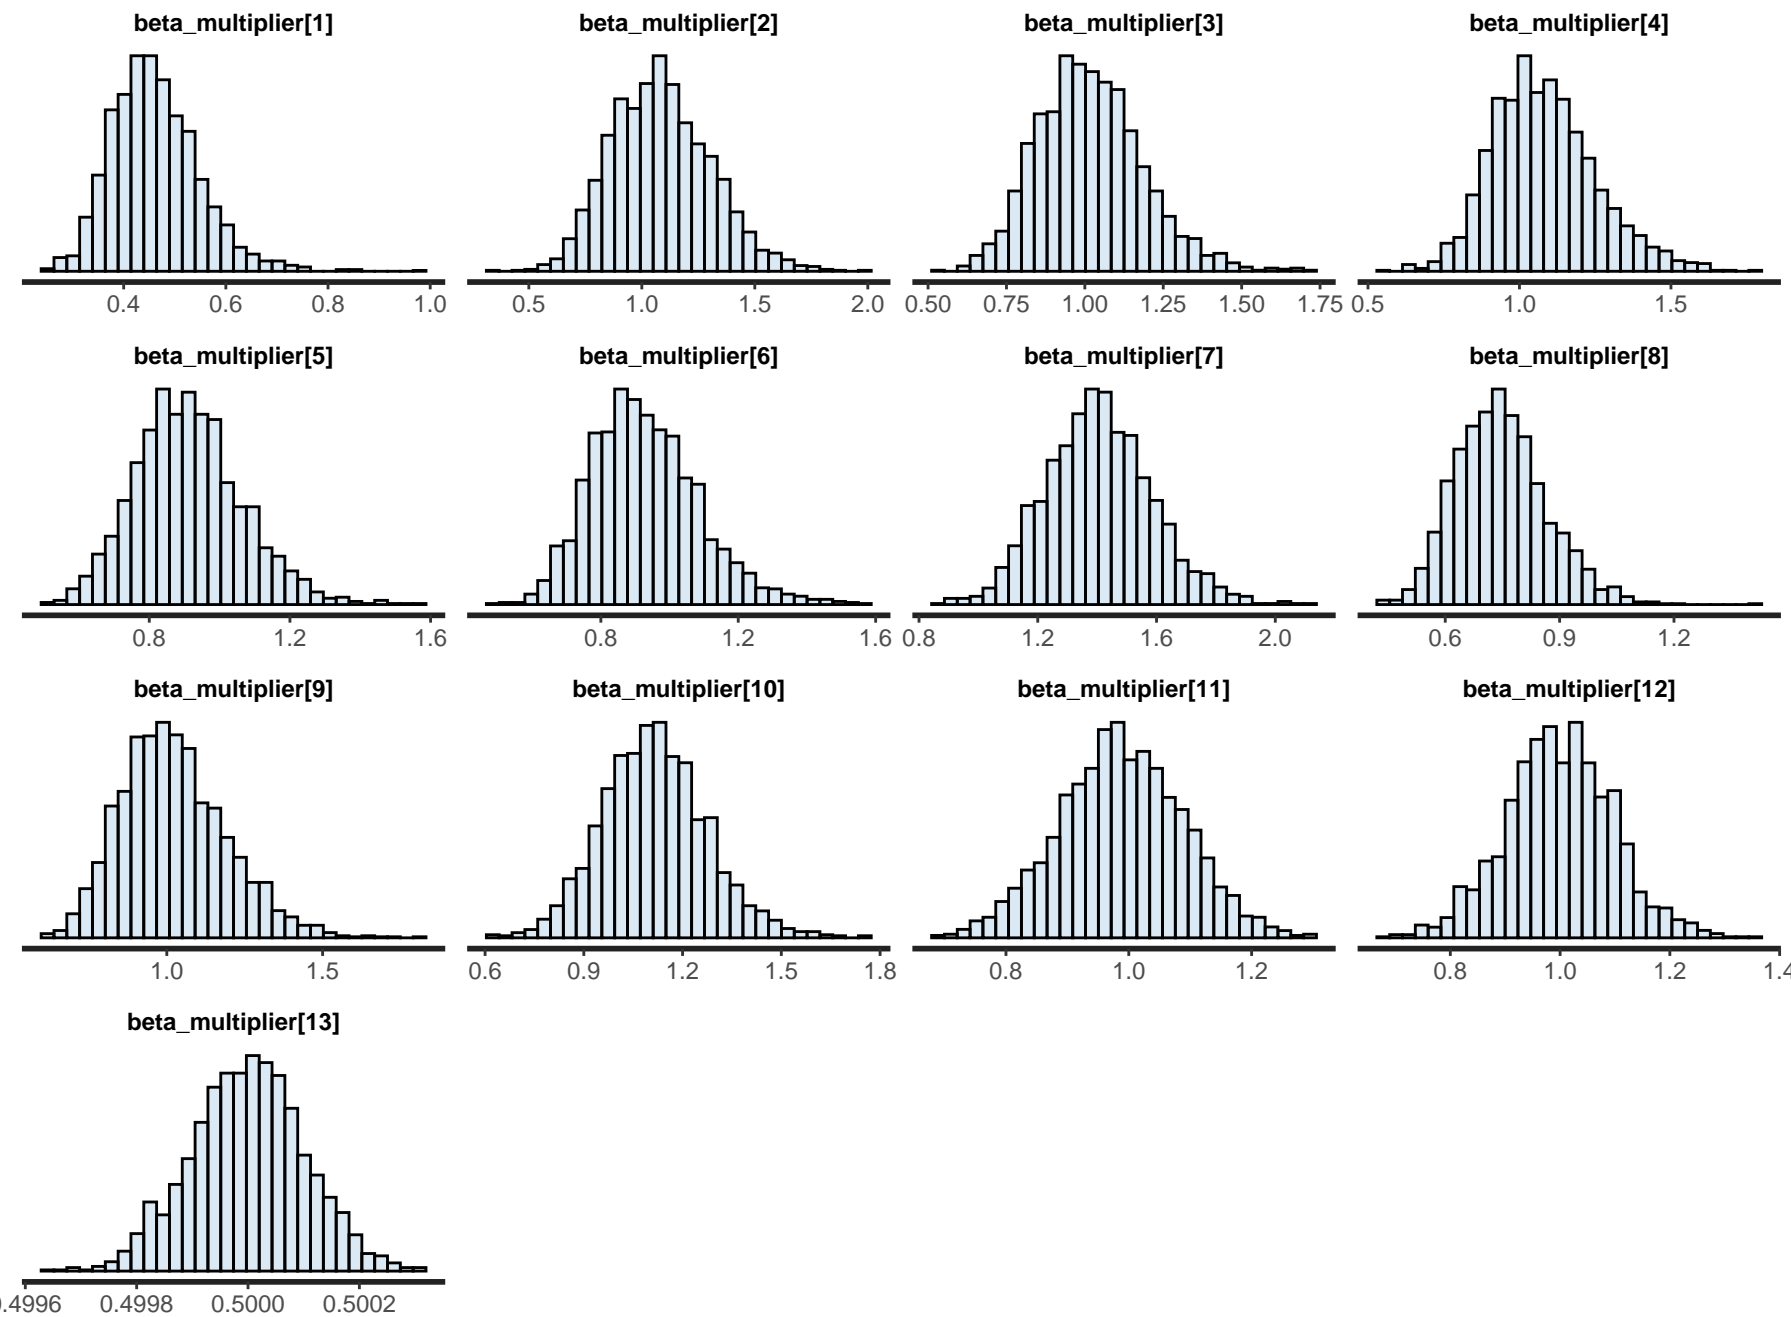 beta_multiplier[1] beta_multiplier[2] beta_multiplier[3] beta_multiplier[4]
0.4 0.6 0.8 1.0 0.5 1.0 1.5 2.0 0.50 0.75 1.00 1.25 1.50 1.75 0.5 1.0 1.5
beta_multiplier[5] beta_multiplier[6] beta_multiplier[7] beta_multiplier[8]
0.8 1.2 1.6 0.8 1.2 1.6 0.8 1.2 1.6 2.0 0.6 0.9 1.2
beta_multiplier[9] beta_multiplier[10] beta_multiplier[11] beta_multiplier[12]
1.0 1.5 0.6 0.9 1.2 1.5 1.8 0.8 1.0 1.2 0.8 1.0 1.2 1.4
beta_multiplier[13]
0.4996 0.4998 0.5000 0.5002